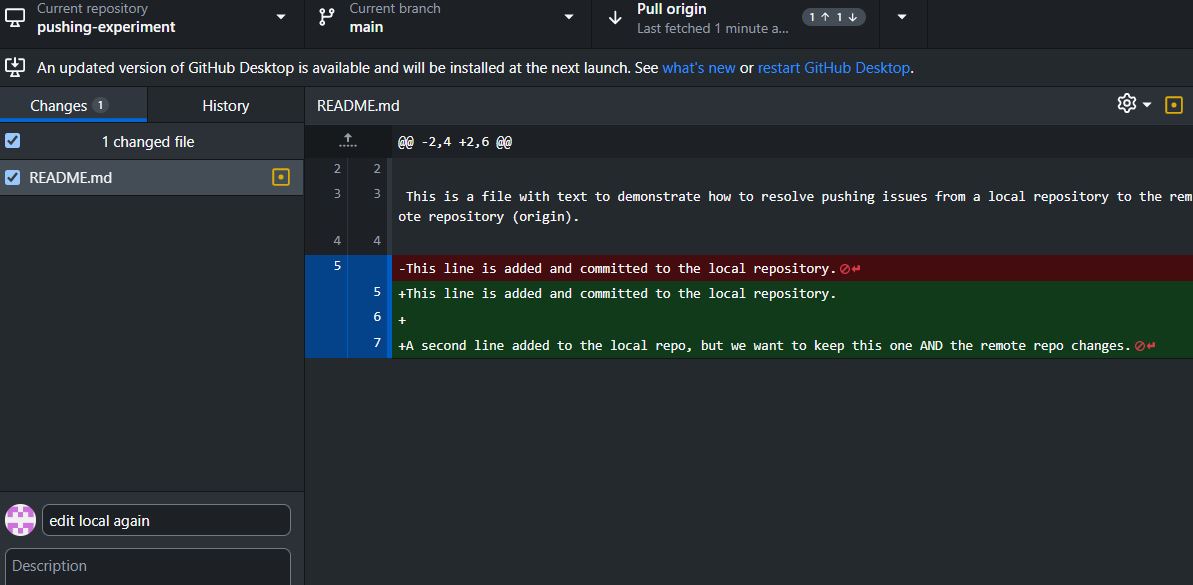 Current repository
pushing-experiment
Current branch
main
Pull origin
Last fetched 1 minute a...
1 1
An updated version of GitHub Desktop is available and will be installed at the next launch. See what's new or restart GitHub Desktop.
Changes 1
History
README.md
1 changed file
README.md
@@ -2,4 +2,6 @@
2 2
3 3 This is a file with text to demonstrate how to resolve pushing issues from a local repository to the rem
ote repository (origin).
4 4
5 -This line is added and committed to the local repository.
5 +This line is added and committed to the local repository.
6 +
7 +A second line added to the local repo, but we want to keep this one AND the remote repo changes.
edit local again
Description